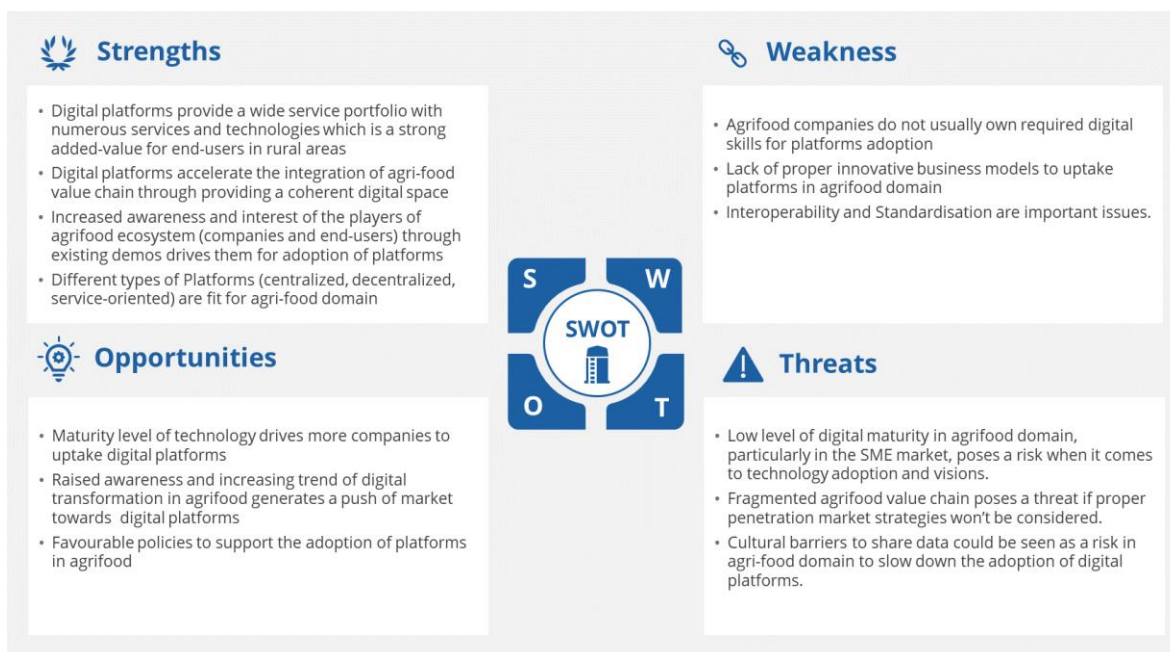 Strengths
• Digital platforms provide a wide service portfolio with
numerous services and technologies which is a strong
added-value for end-users in rural areas
• Digital platforms accelerate the integration of agri-food
value chain through providing a coherent digital space
• Increased awareness and interest of the players of
agrifood ecosystem (companies and end-users) through
existing demos drives them for adoption of platforms
• Different types of Platforms (centralized, decentralized,
service-oriented) are fit for agri-food domain
Weakness
• Agrifood companies do not usually own required digital
skills for platforms adoption
• Lack of proper innovative business models to uptake
platforms in agrifood domain
• Interoperability and Standardisation are important issues.
S
W
SWOT
O
T
Opportunities
• Maturity level of technology drives more companies to
uptake digital platforms
• Raised awareness and increasing trend of digital
transformation in agrifood generates a push of market
towards digital platforms
• Favourable policies to support the adoption of platforms
in agrifood
Threats
• Low level of digital maturity in agrifood domain,
particularly in the SME market, poses a risk when it comes
to technology adoption and visions.
• Fragmented agrifood value chain poses a threat if proper
penetration market strategies won't be considered.
• Cultural barriers to share data could be seen as a risk in
agri-food domain to slow down the adoption of digital
platforms.